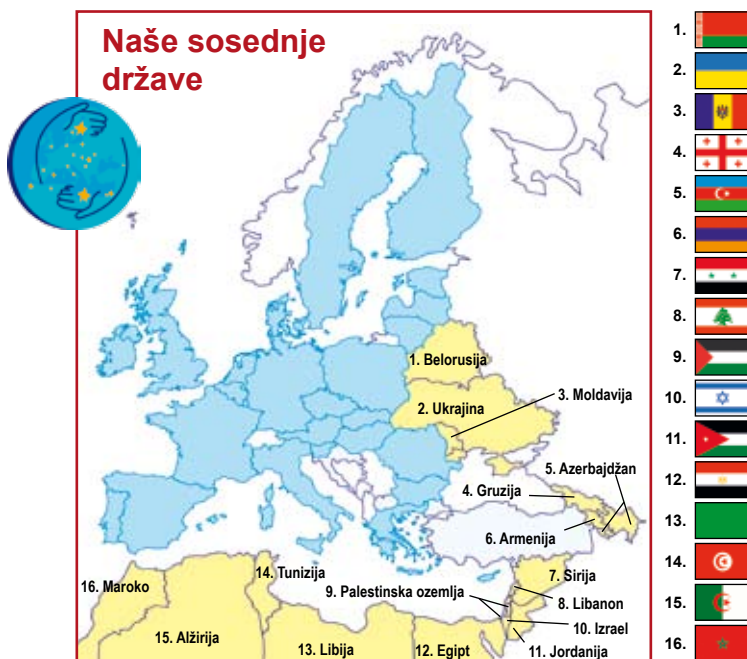 Naše sosednje
države
1. Belorusija
2. Ukrajina
3. Moldavija
5. Azerbajdžan
4. Gruzija
6. Armenija
14. Tunizija
7. Sirija
16. Maroko
9. Palestinska ozemlja
8. Libanon
10. Izrael
15. Alžirija
13. Libija
12. Egipt
11. Jordanija
1.
2.
3.
4.
5.
6.
7.
8.
9.
10.
11.
12.
13.
14.
15.
16.